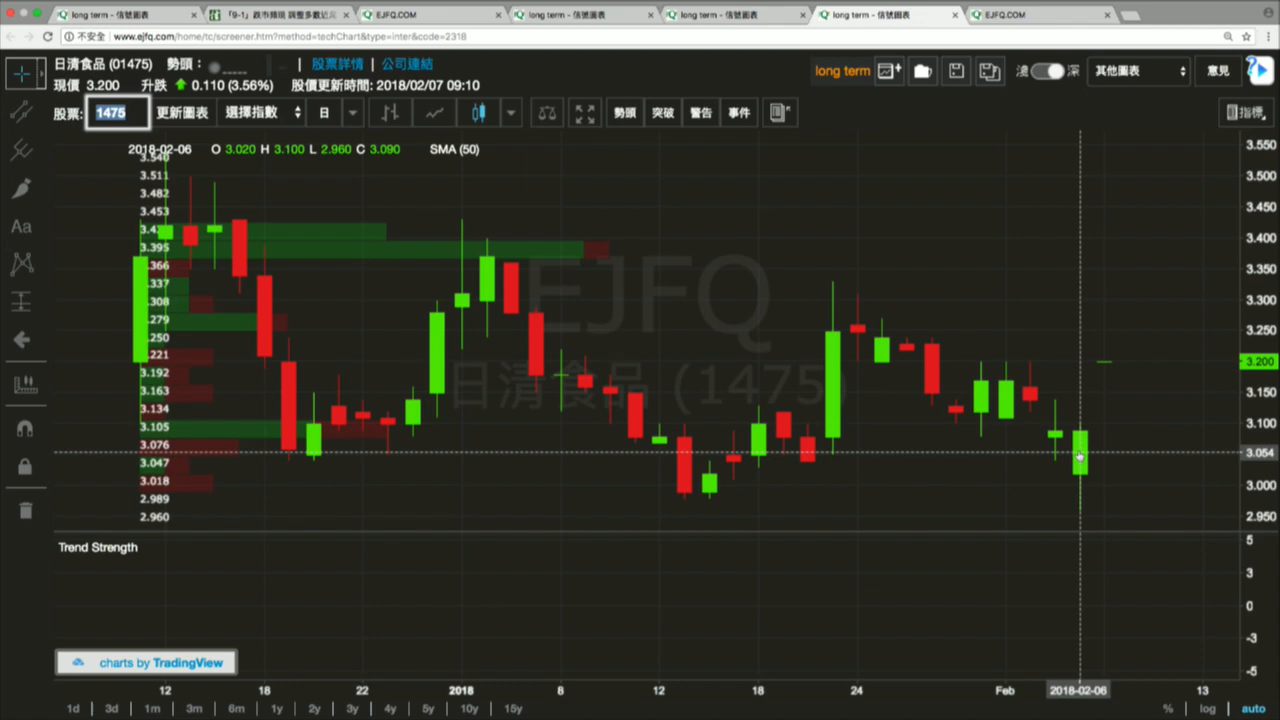 long term - 信號圖表
「9-1」跌市頻現 調整多數近尾
EJFQ.COM
long term - 信號圖表
long term - 信號圖表
long term - 信號圖表
EJFQ.COM
不安全 www.ejfq.com/home/tc/screener.htm?method=techChart&type=inter&code=2318
日清食品 (01475) 勢頭： | 股票詳情 | 公司連結
現價 3.200 升跌 0.110 (3.56%) 股價更新時間: 2018/02/07 09:10
long term 淺 深 其他圖表 意見
股票: 1475 更新圖表 選擇指數 日 勢頭 突破 警告 事件 指標
2018-02-06 O 3.020 H 3.100 L 2.960 C 3.090 SMA (50)
Aa
3.540
3.511
3.482
3.453
3.395
3.366
3.337
3.308
3.279
3.250
3.221
3.192
3.163
3.134
3.105
3.076
3.047
3.018
2.989
2.960
EJFQ
日清食品 (1475)
3.550
3.500
3.450
3.400
3.350
3.300
3.250
3.200
3.150
3.100
3.054
3.000
2.950
Trend Strength
5
3
0
-3
-5
charts by TradingView
12 18 22 2018 8 12 18 24 Feb 2018-02-06 13
1d | 3d | 1m | 3m | 6m | 1y | 2y | 3y | 4y | 5y | 10y | 15y
% | log | auto